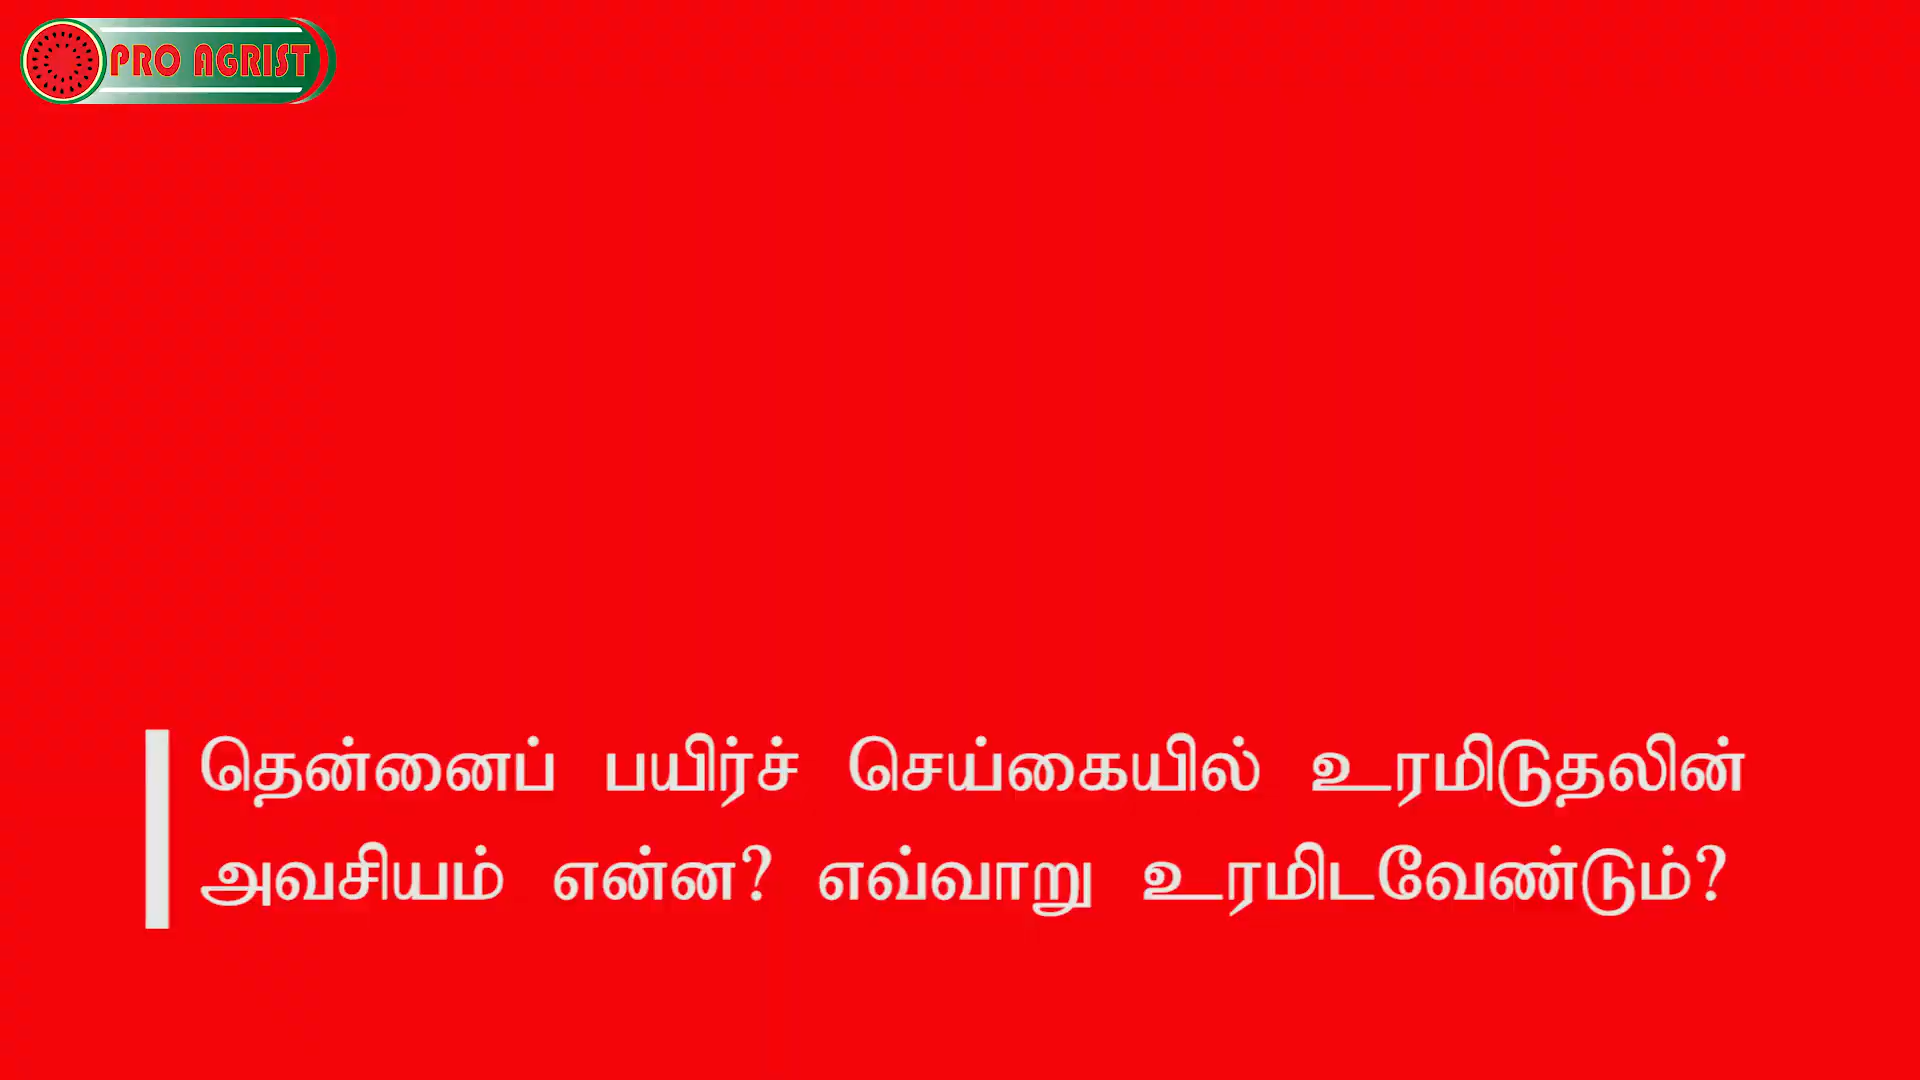 PRO AGRIST
தென்னைப் பயிர்ச் செய்கையில் உரமிடுதலின்
அவசியம் என்ன? எவ்வாறு உரமிடவேண்டும்?